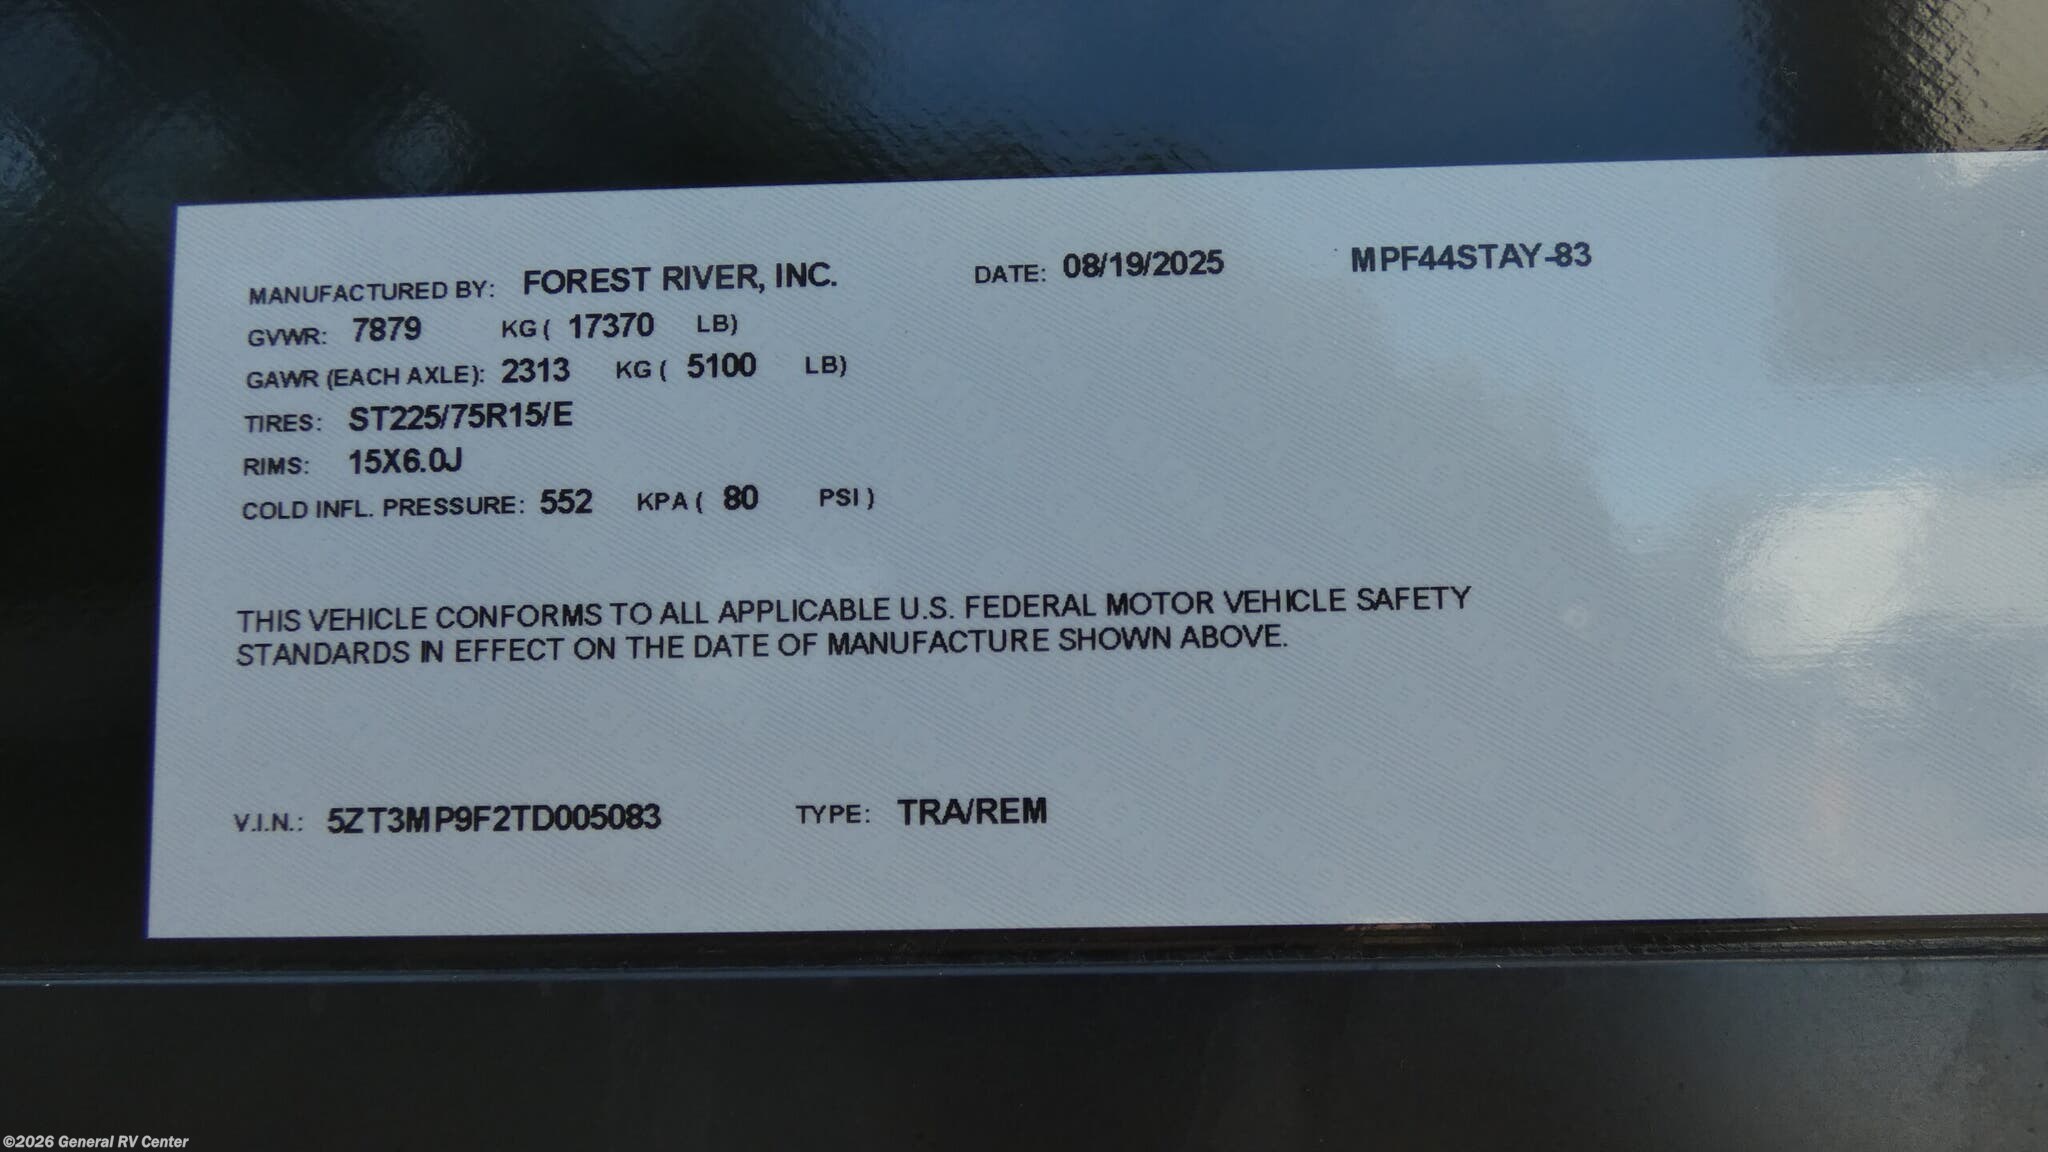 MANUFACTURED BY: FOREST RIVER, INC. DATE: 08/19/2025 MPF44STAY-83
GVWR: 7879 KG ( 17370 LB)
GAWR (EACH AXLE): 2313 KG ( 5100 LB)
TIRES: ST225/75R15/E
RIMS: 15X6.0J
COLD INFL. PRESSURE: 552 KPA ( 80 PSI )
THIS VEHICLE CONFORMS TO ALL APPLICABLE U.S. FEDERAL MOTOR VEHICLE SAFETY
STANDARDS IN EFFECT ON THE DATE OF MANUFACTURE SHOWN ABOVE.
V.I.N.: 5ZT3MP9F2TD005083 TYPE: TRA/REM
©2026 General RV Center